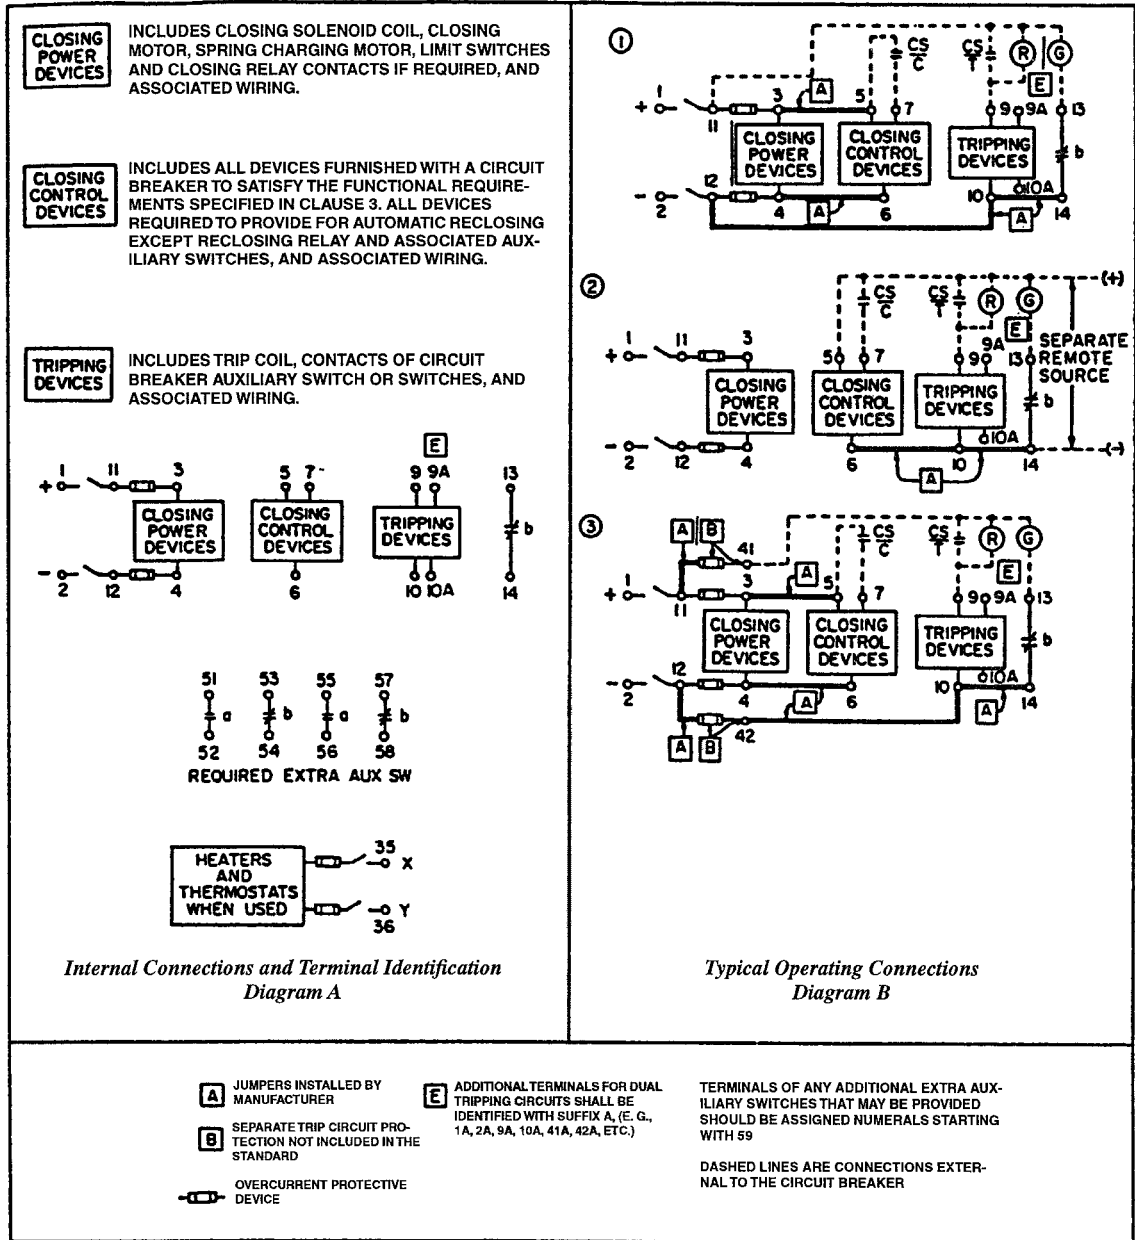 CLOSING
POWER
DEVICES
INCLUDES CLOSING SOLENOID COIL, CLOSING
MOTOR, SPRING CHARGING MOTOR, LIMIT SWITCHES
AND CLOSING RELAY CONTACTS IF REQUIRED, AND
ASSOCIATED WIRING.
CLOSING
CONTROL
DEVICES
INCLUDES ALL DEVICES FURNISHED WITH A CIRCUIT
BREAKER TO SATISFY THE FUNCTIONAL REQUIRE-
MENTS SPECIFIED IN CLAUSE 3. ALL DEVICES
REQUIRED TO PROVIDE FOR AUTOMATIC RECLOSING
EXCEPT RECLOSING RELAY AND ASSOCIATED AUX-
ILIARY SWITCHES, AND ASSOCIATED WIRING.
TRIPPING
DEVICES
INCLUDES TRIP COIL, CONTACTS OF CIRCUIT
BREAKER AUXILIARY SWITCH OR SWITCHES, AND
ASSOCIATED WIRING.
E
1 11 3 5 7 9 9A 13
+
CLOSING
POWER
DEVICES
CLOSING
CONTROL
DEVICES
TRIPPING
DEVICES
b
−
2 12 4 6 10 10A 14
51 53 55 57
a b a b
52 54 56 58
REQUIRED EXTRA AUX SW
HEATERS
AND
THERMOSTATS
WHEN USED
35
X
Y
36
Internal Connections and Terminal Identification
Diagram A
1
CS
C
CS
T
R
G
E
A
+ 1 11 3 5 7 9 9A 13
CLOSING
POWER
DEVICES
CLOSING
CONTROL
DEVICES
TRIPPING
DEVICES
b
− 2 12 4 6 10 10A 14
A
A
2
CS
C
CS
T
R
G
(+)
E
SEPARATE
REMOTE
SOURCE
+ 1 11 3 5 7 9 9A 13
CLOSING
POWER
DEVICES
CLOSING
CONTROL
DEVICES
TRIPPING
DEVICES
b
− 2 12 4 6 10 10A 14
(−)
A
3
A B 41
CS
C
CS
T
R
G
E
A
+ 1 11 3 5 7 9 9A 13
CLOSING
POWER
DEVICES
CLOSING
CONTROL
DEVICES
TRIPPING
DEVICES
b
− 2 12 4 6 10 10A 14
A
A
A B 42
Typical Operating Connections
Diagram B
A
JUMPERS INSTALLED BY
MANUFACTURER
B
SEPARATE TRIP CIRCUIT PRO-
TECTION NOT INCLUDED IN THE
STANDARD
OVERCURRENT PROTECTIVE
DEVICE
E
ADDITIONAL TERMINALS FOR DUAL
TRIPPING CIRCUITS SHALL BE
IDENTIFIED WITH SUFFIX A, (E. G.,
1A, 2A, 9A, 10A, 41A, 42A, ETC.)
TERMINALS OF ANY ADDITIONAL EXTRA AUX-
ILIARY SWITCHES THAT MAY BE PROVIDED
SHOULD BE ASSIGNED NUMERALS STARTING
WITH 59
DASHED LINES ARE CONNECTIONS EXTER-
NAL TO THE CIRCUIT BREAKER